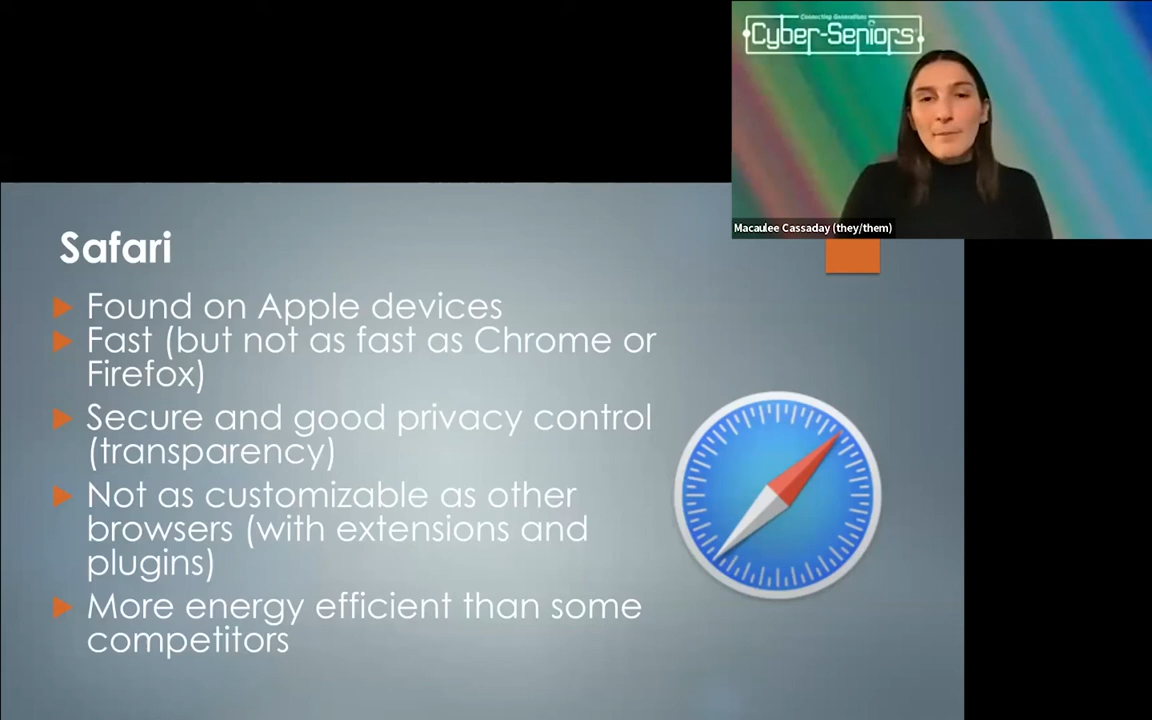 Connecting Generations
Cyber-Seniors
Macaulee Cassaday (they/them)
Safari
Found on Apple devices
Fast (but not as fast as Chrome or
Firefox)
Secure and good privacy control
(transparency)
Not as customizable as other
browsers (with extensions and
plugins)
More energy efficient than some
competitors